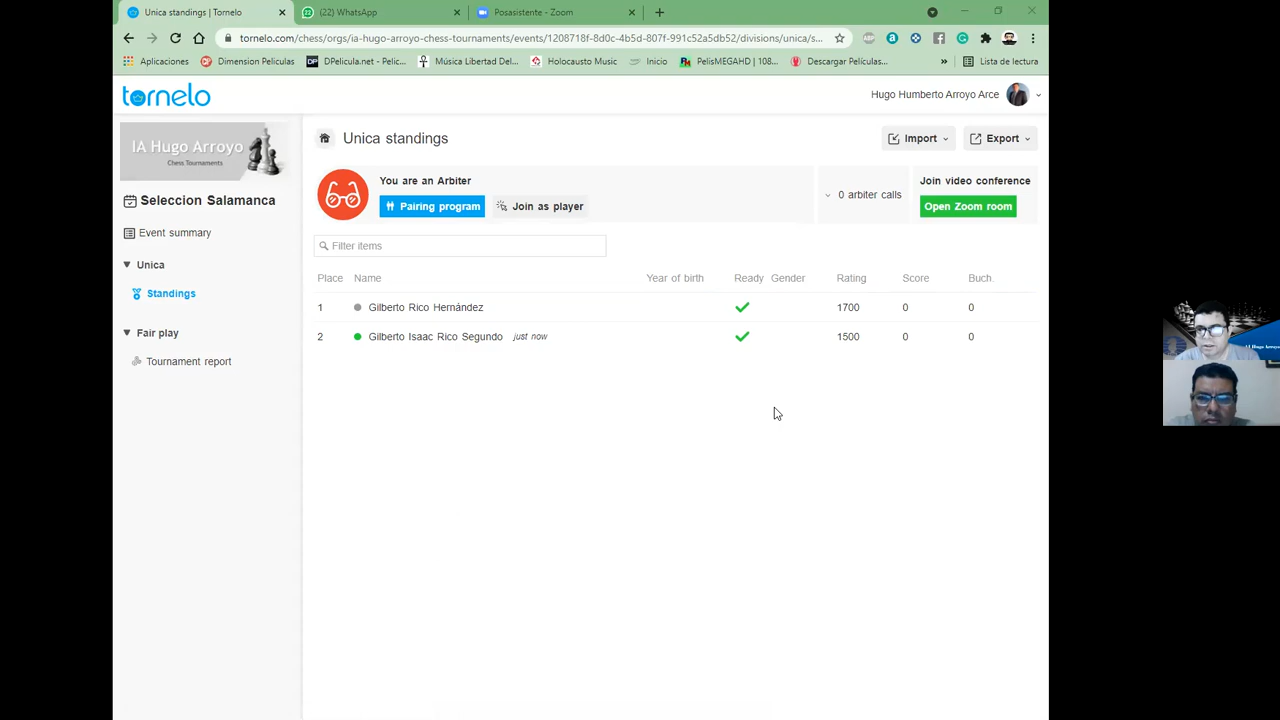 Unica standings | Tornelo
(22) WhatsApp
Posasistente - Zoom
tornelo.com/chess/orgs/ia-hugo-arroyo-chess-tournaments/events/1208718f-8d0c-4b5d-807f-991c52a5db52/divisions/unica/s...
Aplicaciones
Dimension Peliculas
DPelicula.net - Pelic...
Música Libertad Del...
Holocausto Music
Inicio
PelisMEGAHD | 108...
Descargar Películas...
»
Lista de lectura
tornelo
Hugo Humberto Arroyo Arce
IA Hugo Arroyo
Chess Tournaments
Seleccion Salamanca
Event summary
Unica
Standings
Fair play
Tournament report
Unica standings
Import
Export
You are an Arbiter
Pairing program
Join as player
0 arbiter calls
Join video conference
Open Zoom room
Filter items
Place Name Year of birth Ready Gender Rating Score Buch.
1 Gilberto Rico Hernández 1700 0 0
2 Gilberto Isaac Rico Segundo just now 1500 0 0
IA Hugo Arroyo